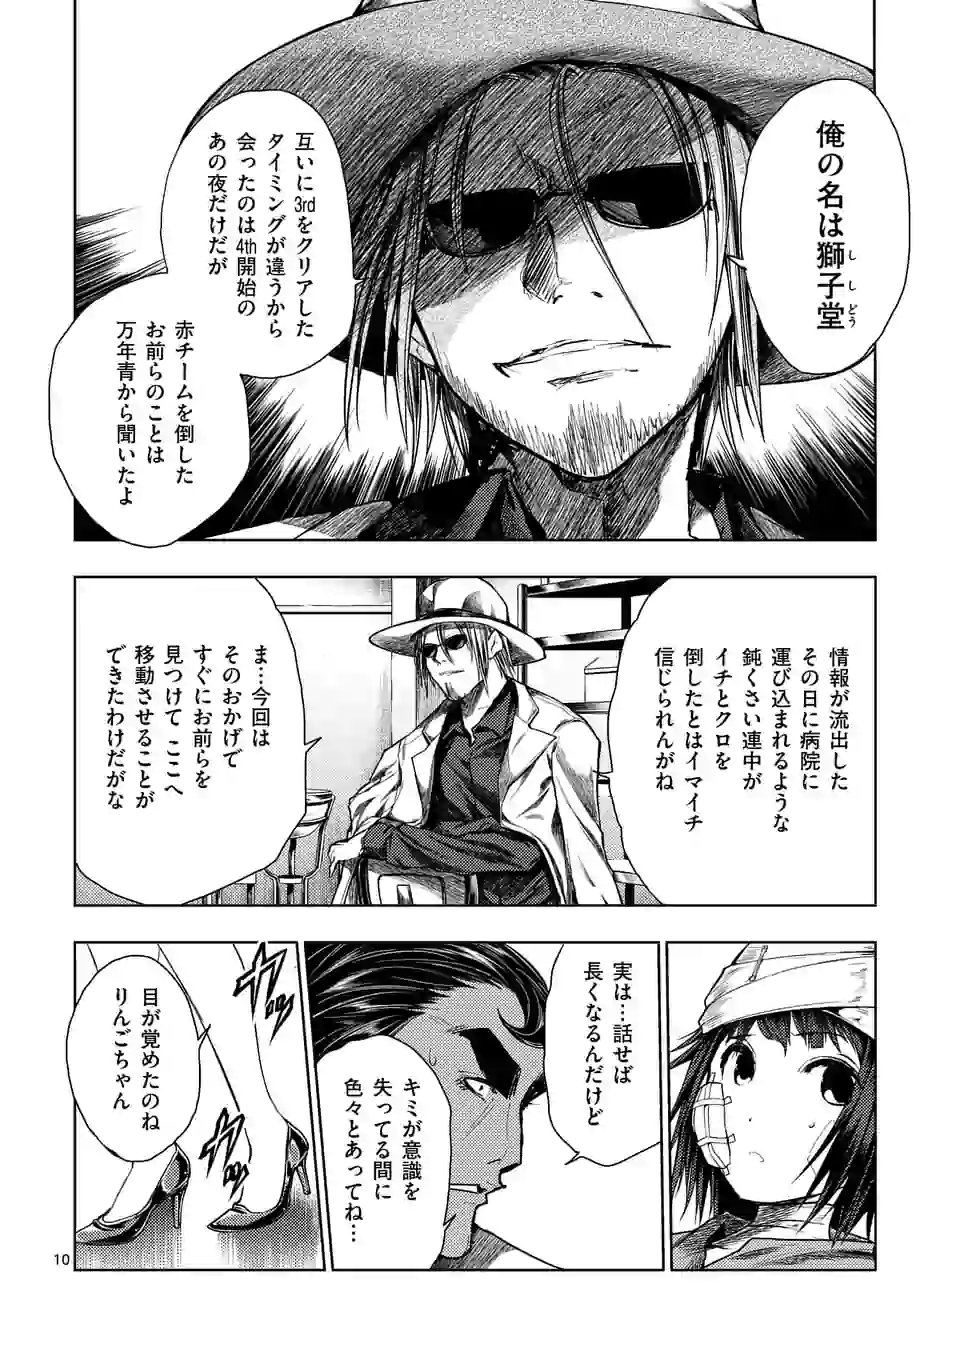 俺の名は獅子堂
しし どう
互いに3rdをクリアした
タイミングが違うから
会ったのは4th開始の
あの夜だけだが
赤チームを倒した
お前らのことは
万年青から聞いたよ
情報が流出した
その日に病院に
運び込まれるような
鈍くさい連中が
イチとクロを
倒したとはイマイチ
信じられんがね
ま…今回は
そのおかげで
すぐにお前らを
見つけて ここへ
移動させることが
できたわけだがな
実は…話せば
長くなるんだけど
キミが意識を
失ってる間に
色々とあってね…
カッ
カッ
目が覚めたのね
りんごちゃん
10